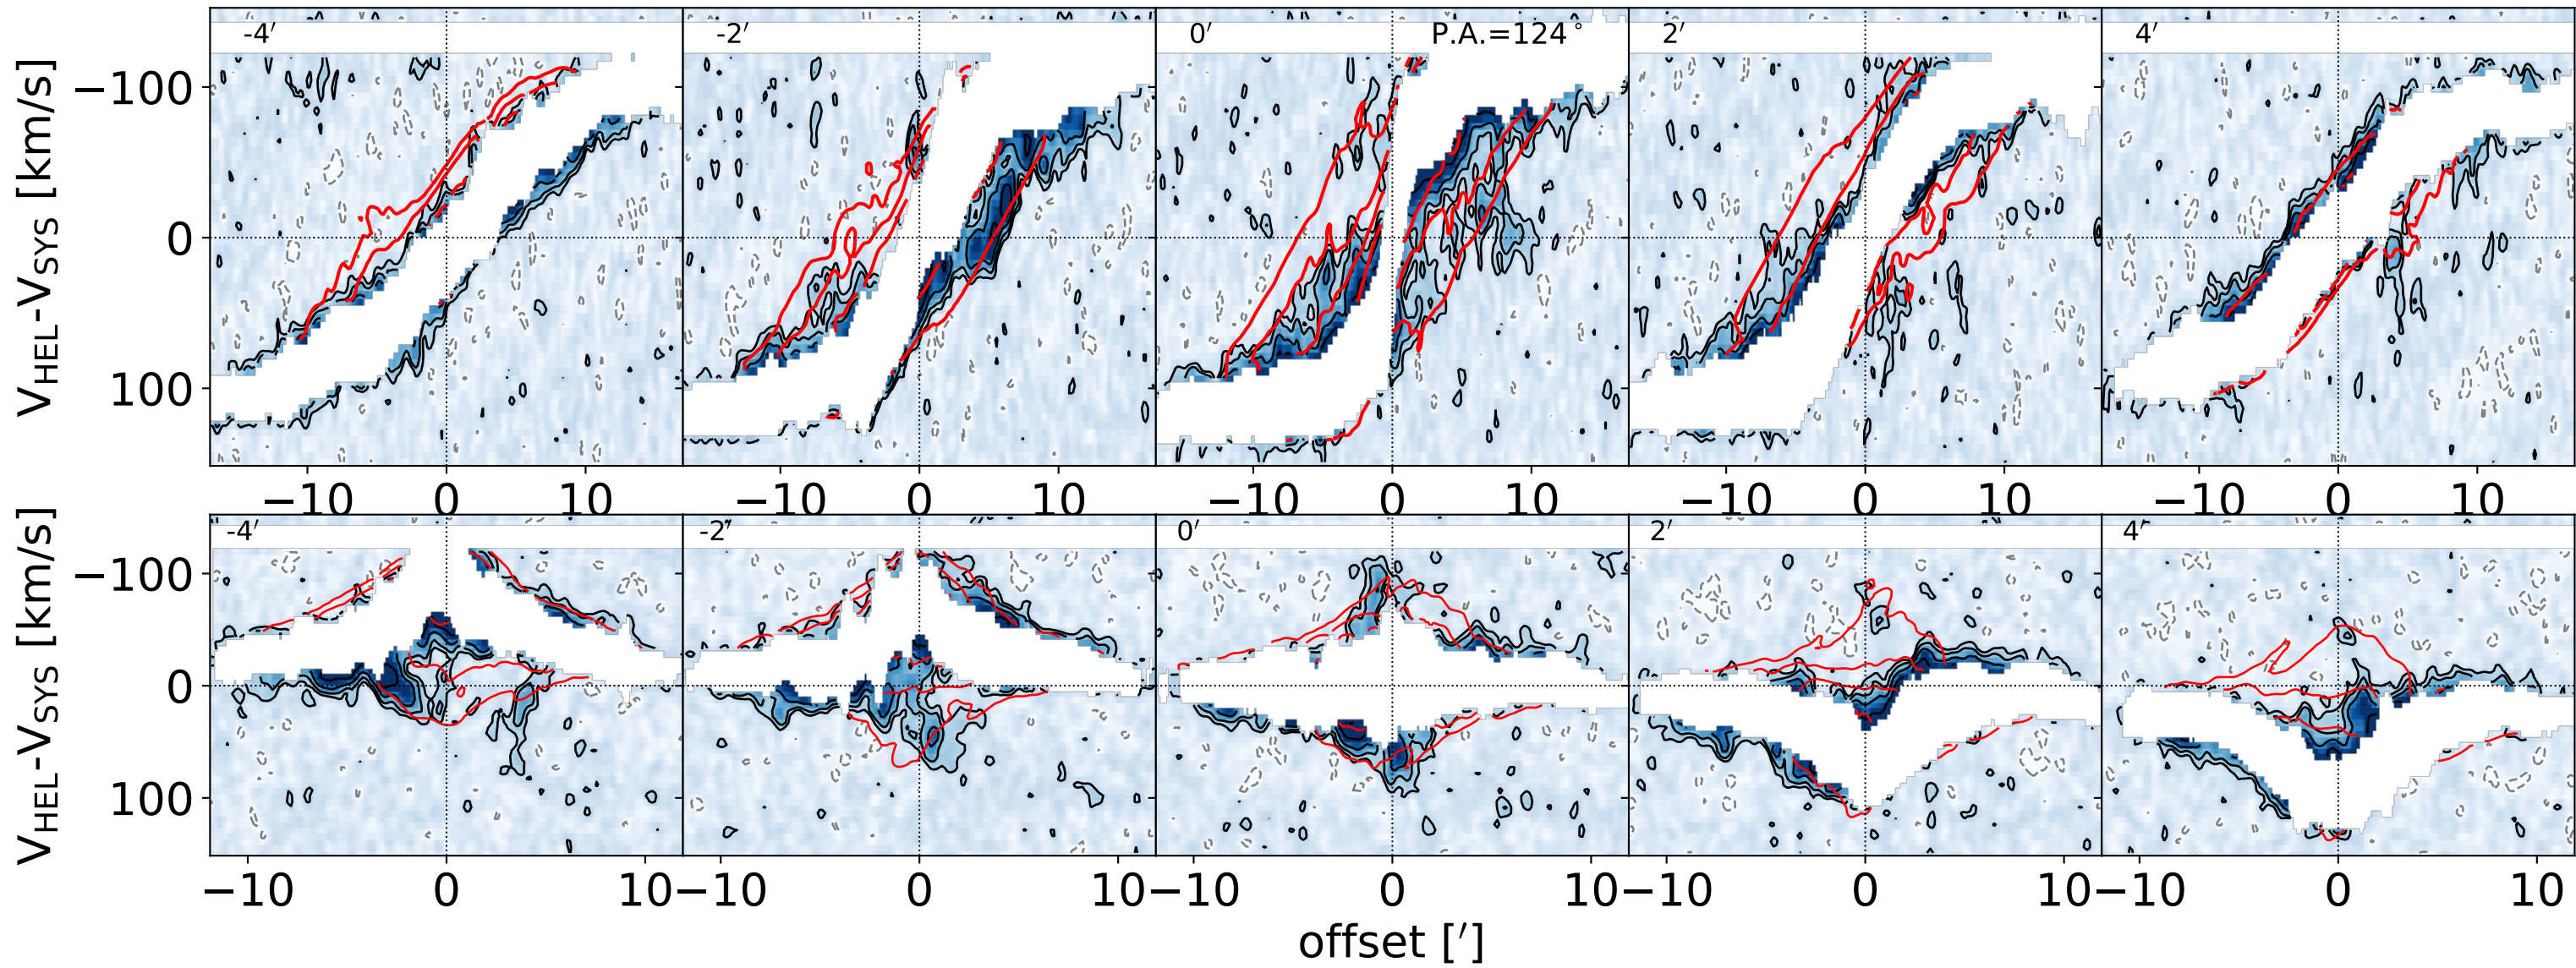 -4′ -2′ 0′ P.A.=124° 2′ 4′
V_HEL-V_SYS [km/s]
−100
0
100
−10 0 10 −10 0 10 −10 0 10 −10 0 10 −10 0 10
-4′ -2′ 0′ 2′ 4′
V_HEL-V_SYS [km/s]
−100
0
100
−10 0 10 −10 0 10 −10 0 10 −10 0 10 −10 0 10
offset [′]